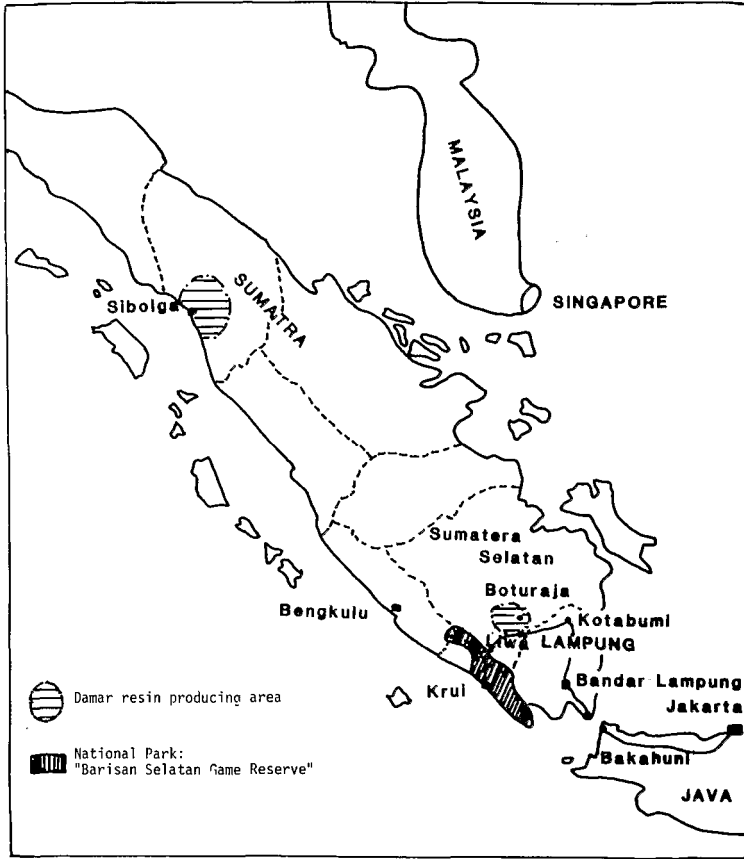 MALAYSIA
SINGAPORE
SUMATRA
Sibolga
Sumatera
Selatan
Boturaja
Bengkulu
Kotabumi
Liwa LAMPUNG
Krui
Bandar Lampung
Jakarta
Bakahuni
JAVA
Damar resin producing area
National Park:
"Barisan Selatan Game Reserve"